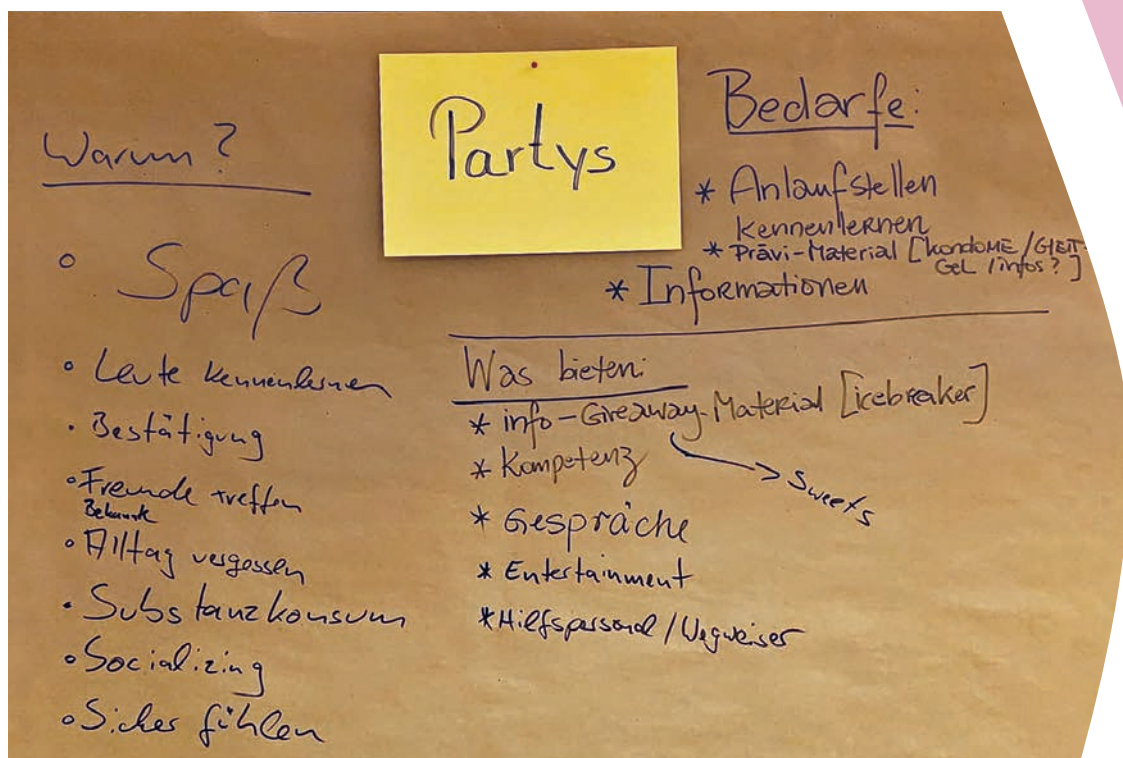 Partys
Warum?
Spaß
Leute kennenlernen
Bestätigung
Freunde treffen
Bekannte
Alltag vergessen
Substanzkonsum
Socializing
Sicher fühlen
Bedarfe:
* Anlaufstellen
kennenlernen
* Prävi-Material [Kondome/Gleit-
Gel/infos?]
* Informationen
Was bieten:
* info-Giveaway-Material [icebreaker]
→ Sweets
* Kompetenz
* Gespräche
* Entertainment
* Hilfspersonal/Wegweiser